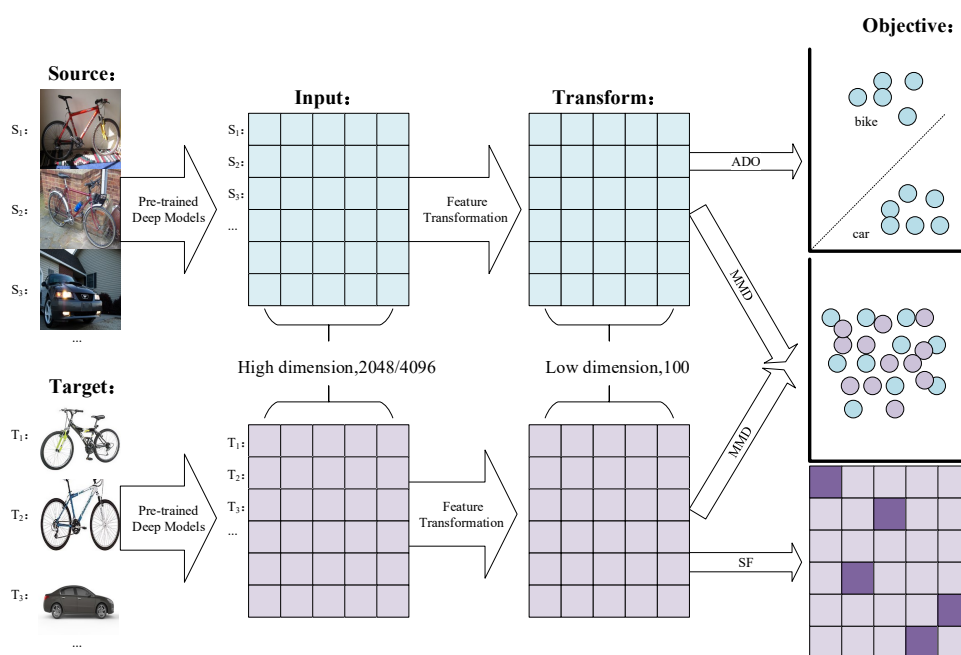 Objective：
Source：
Input：
Transform：
S₁：
S₂：
S₃：
...
Pre-trained
Deep Models
S₁：
S₂：
S₃：
...
Feature
Transformation
ADO
bike
car
MMD
High dimension,2048/4096
Low dimension,100
Target：
T₁：
T₂：
T₃：
...
Pre-trained
Deep Models
T₁：
T₂：
T₃：
...
Feature
Transformation
MMD
SF